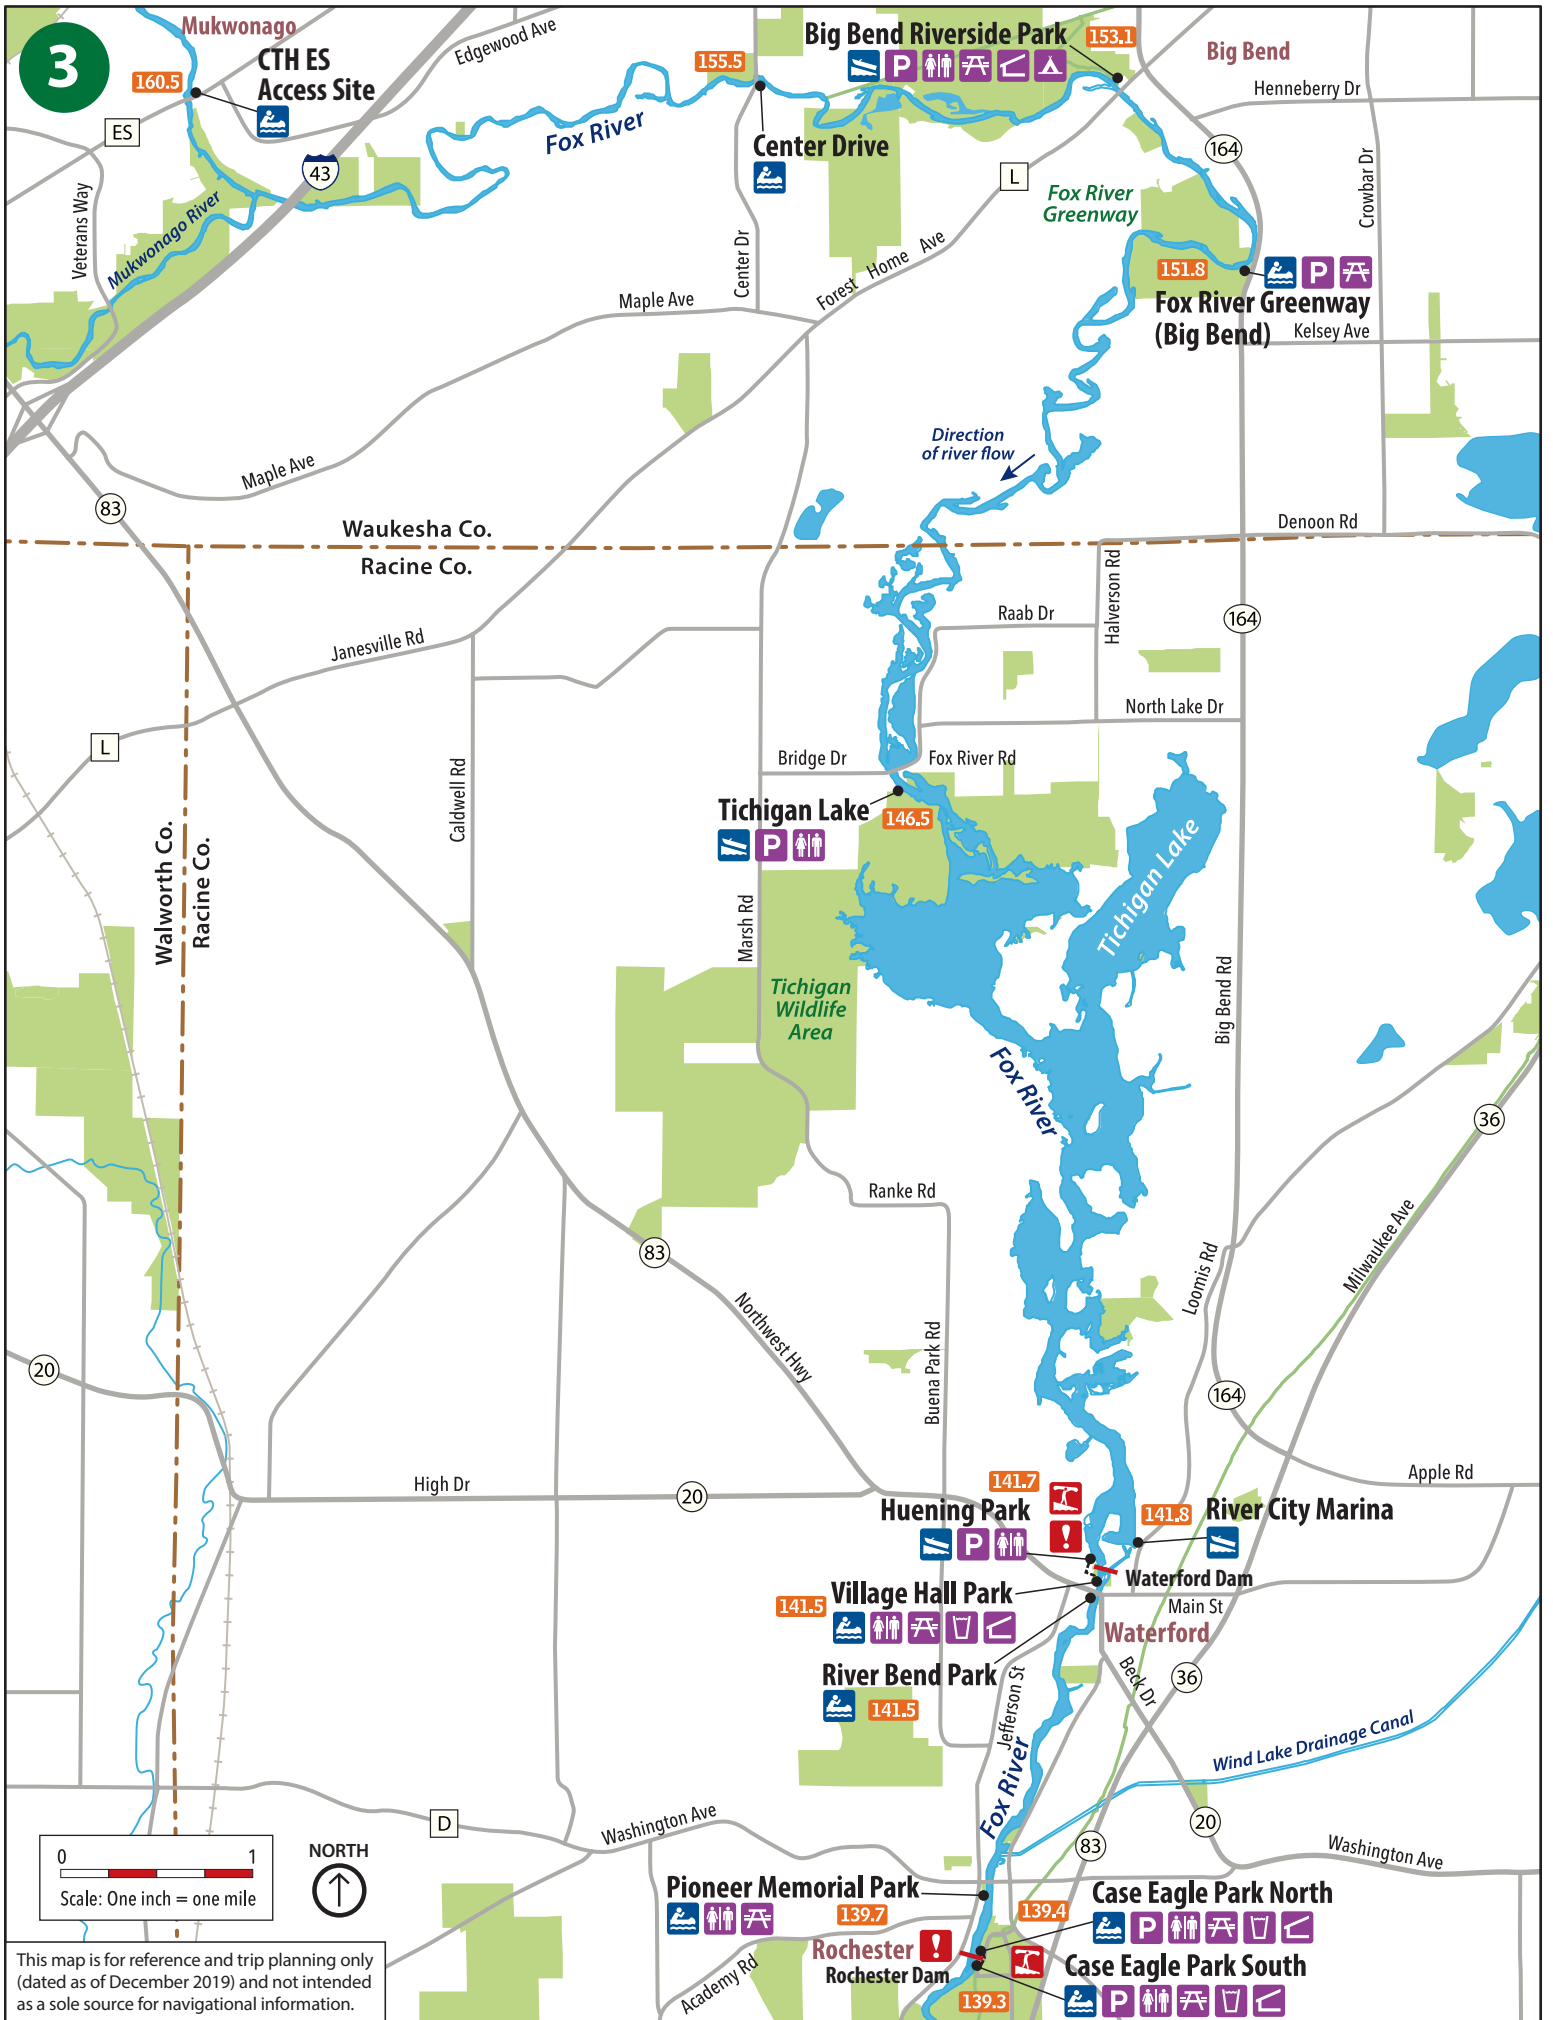 3
Mukwonago
160.5
CTH ES
Access Site
ES
Edgewood Ave
155.5
Big Bend Riverside Park
P
153.1
Big Bend
Henneberry Dr
43
Fox River
Center Drive
L
164
Veterans Way
Mukwonago River
Fox River
Greenway
Crowbar Dr
Center Dr
Forest Home Ave
151.8
P
Fox River Greenway
(Big Bend)
Kelsey Ave
Maple Ave
Maple Ave
Direction
of river flow
83
Waukesha Co.
Racine Co.
Denoon Rd
Halverson Rd
Raab Dr
164
Janesville Rd
North Lake Dr
L
Bridge Dr
Fox River Rd
Caldwell Rd
Tichigan Lake
P
146.5
Walworth Co.
Racine Co.
Tichigan Lake
Marsh Rd
Tichigan
Wildlife
Area
Big Bend Rd
Fox River
36
Ranke Rd
83
Loomis Rd
Milwaukee Ave
Northwest Hwy
Buena Park Rd
20
164
High Dr
20
Apple Rd
141.7
Huening Park
P
!
141.8
River City Marina
Waterford Dam
Village Hall Park
141.5
Main St
Waterford
River Bend Park
141.5
Jefferson St
Beck Dr
36
Fox River
Wind Lake Drainage Canal
D
Washington Ave
83
20
Washington Ave
0 1
Scale: One inch = one mile
NORTH
Pioneer Memorial Park
139.7
139.4
Case Eagle Park North
P
Rochester
!
Rochester Dam
Academy Rd
Case Eagle Park South
139.3
P
This map is for reference and trip planning only
(dated as of December 2019) and not intended
as a sole source for navigational information.